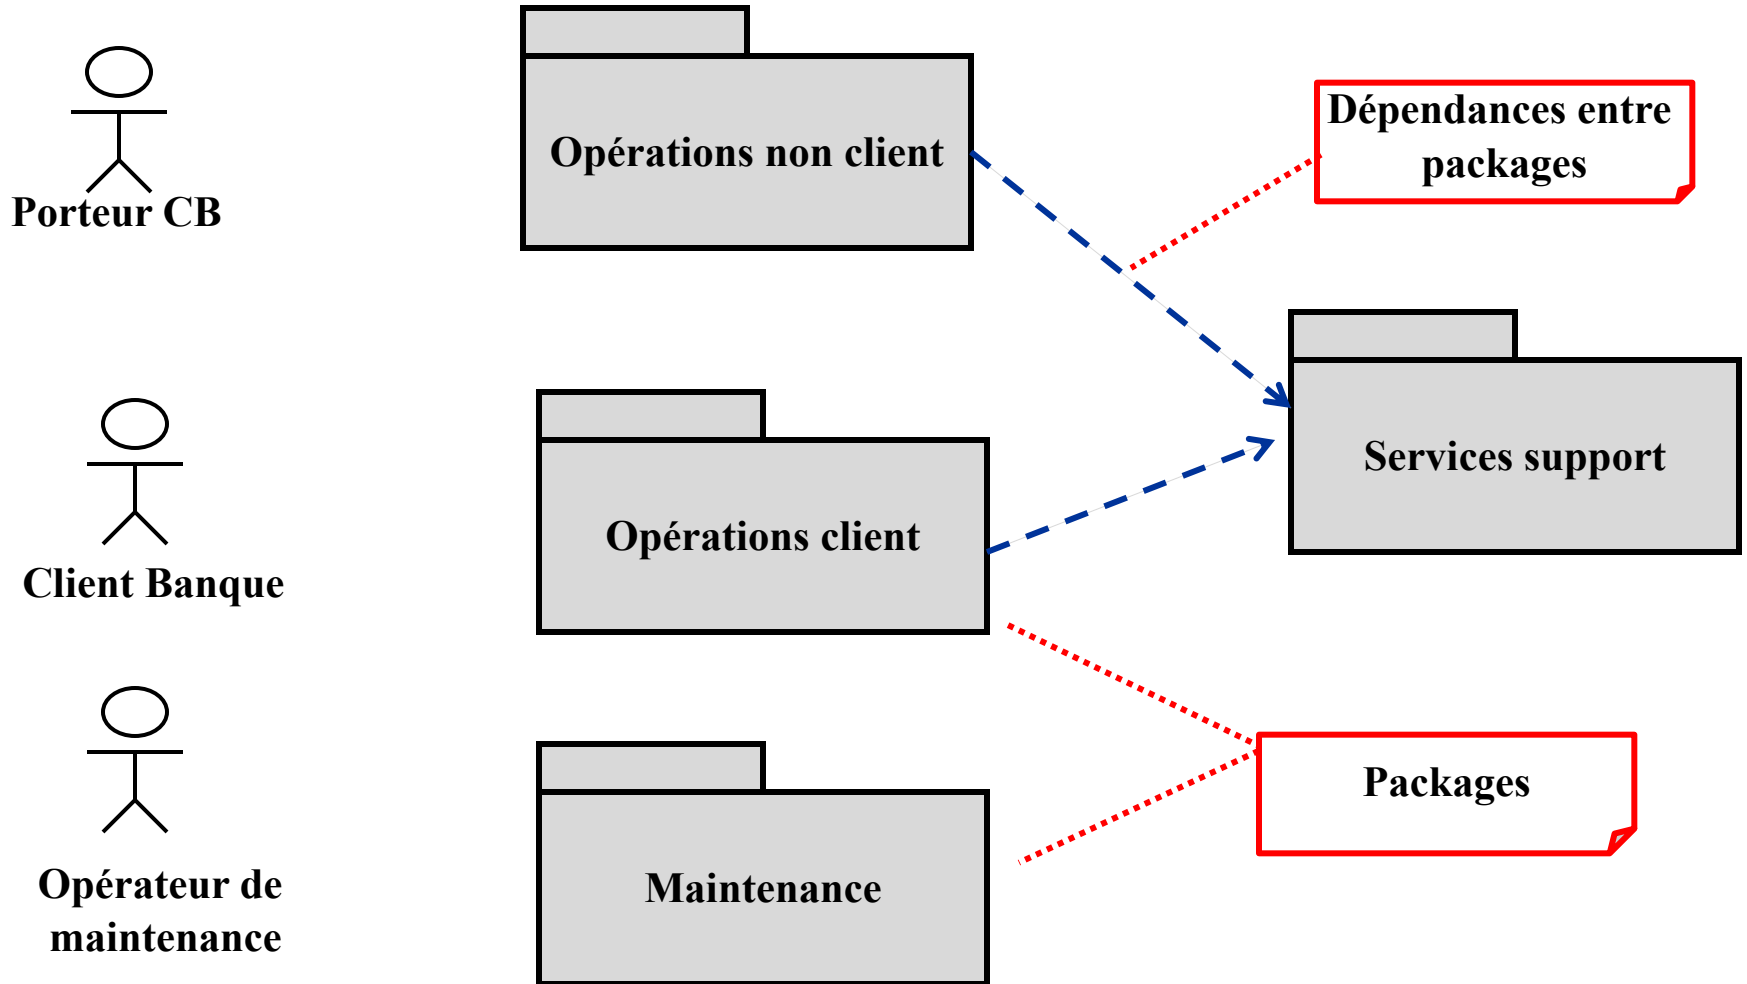 Porteur CB
Opérations non client
Dépendances entre
packages
Client Banque
Opérations client
Services support
Opérateur de
maintenance
Maintenance
Packages